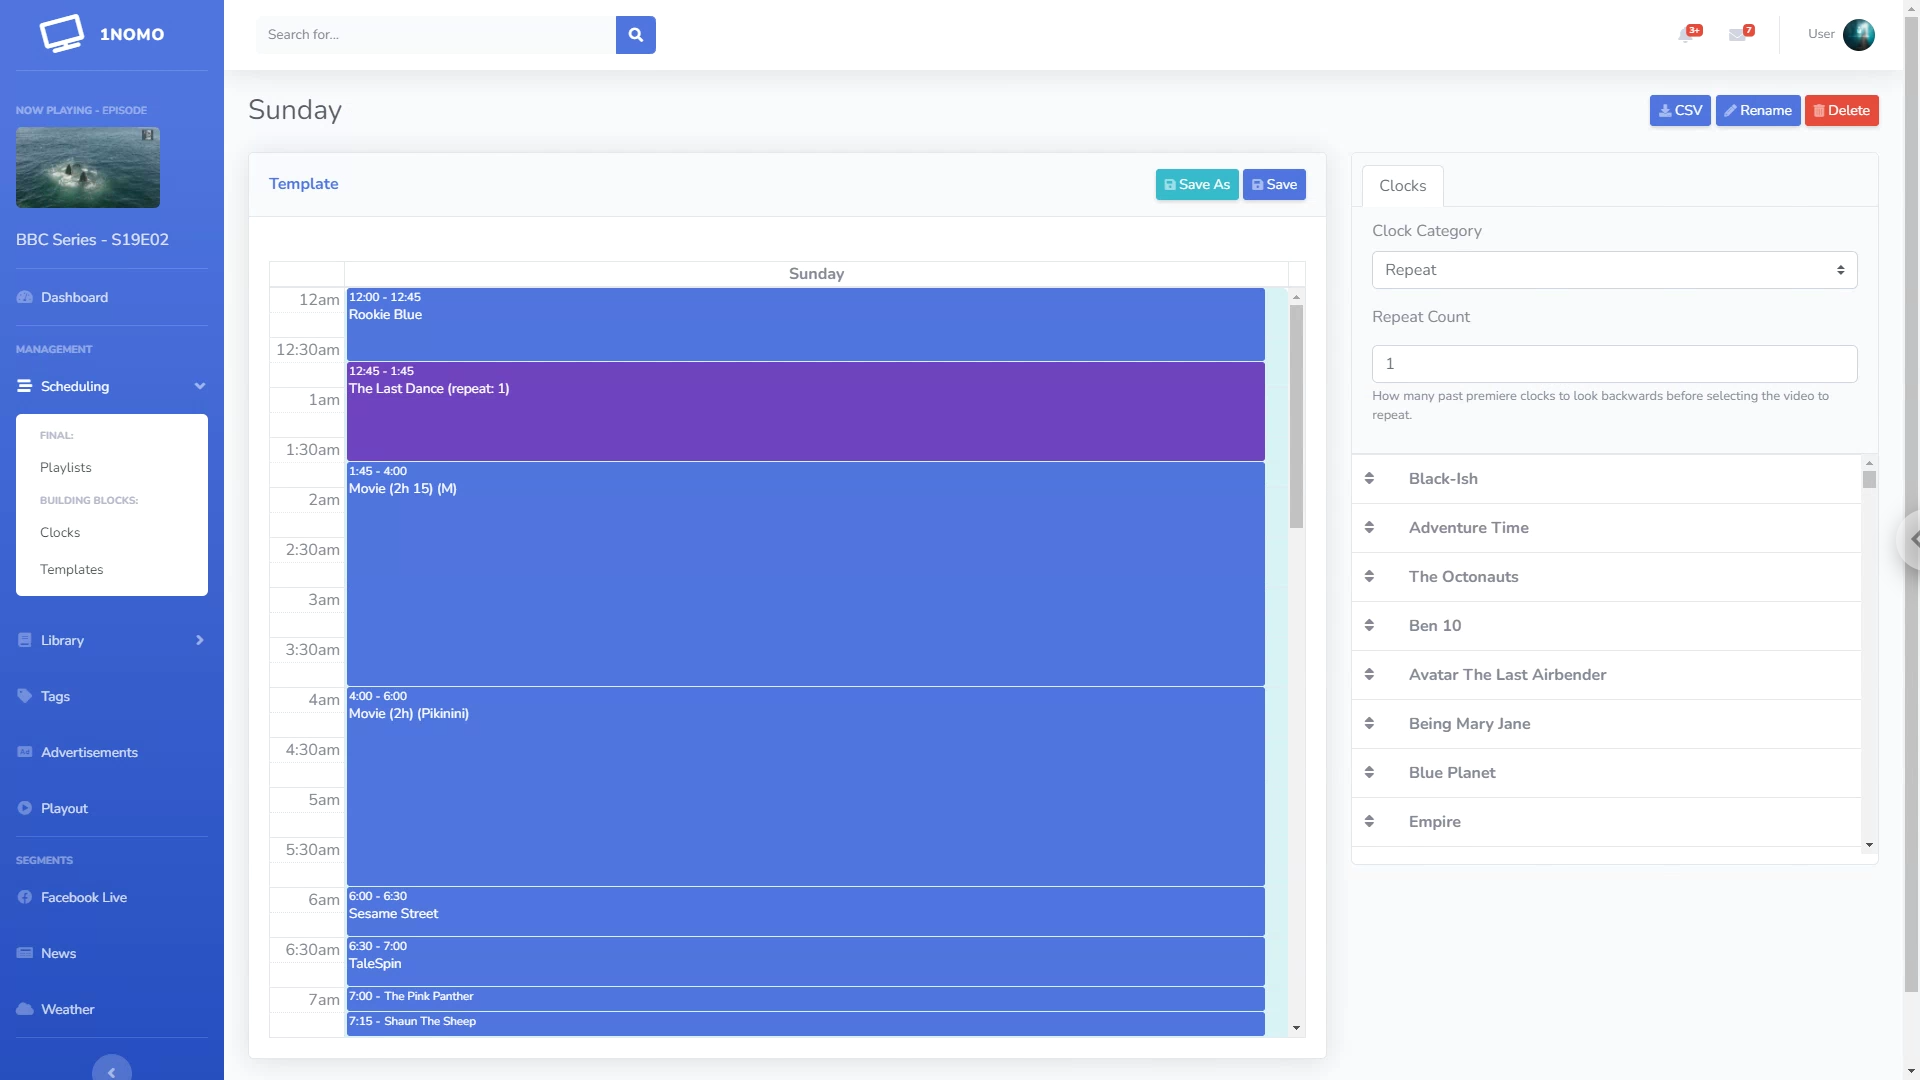 1NOMO
Search for...
3+
7
User
NOW PLAYING - EPISODE
BBC Series - S19E02
Dashboard
MANAGEMENT
Scheduling
FINAL:
Playlists
BUILDING BLOCKS:
Clocks
Templates
Library
Tags
Advertisements
Playout
SEGMENTS
Facebook Live
News
Weather
Sunday
CSV
Rename
Delete
Template
Save As
Save
Sunday
12am
12:30am
1am
1:30am
2am
2:30am
3am
3:30am
4am
4:30am
5am
5:30am
6am
6:30am
7am
12:00 - 12:45
Rookie Blue
12:45 - 1:45
The Last Dance (repeat: 1)
1:45 - 4:00
Movie (2h 15) (M)
4:00 - 6:00
Movie (2h) (Pikinini)
6:00 - 6:30
Sesame Street
6:30 - 7:00
TaleSpin
7:00 - The Pink Panther
7:15 - Shaun The Sheep
Clocks
Clock Category
Repeat
Repeat Count
1
How many past premiere clocks to look backwards before selecting the video to
repeat.
Black-Ish
Adventure Time
The Octonauts
Ben 10
Avatar The Last Airbender
Being Mary Jane
Blue Planet
Empire